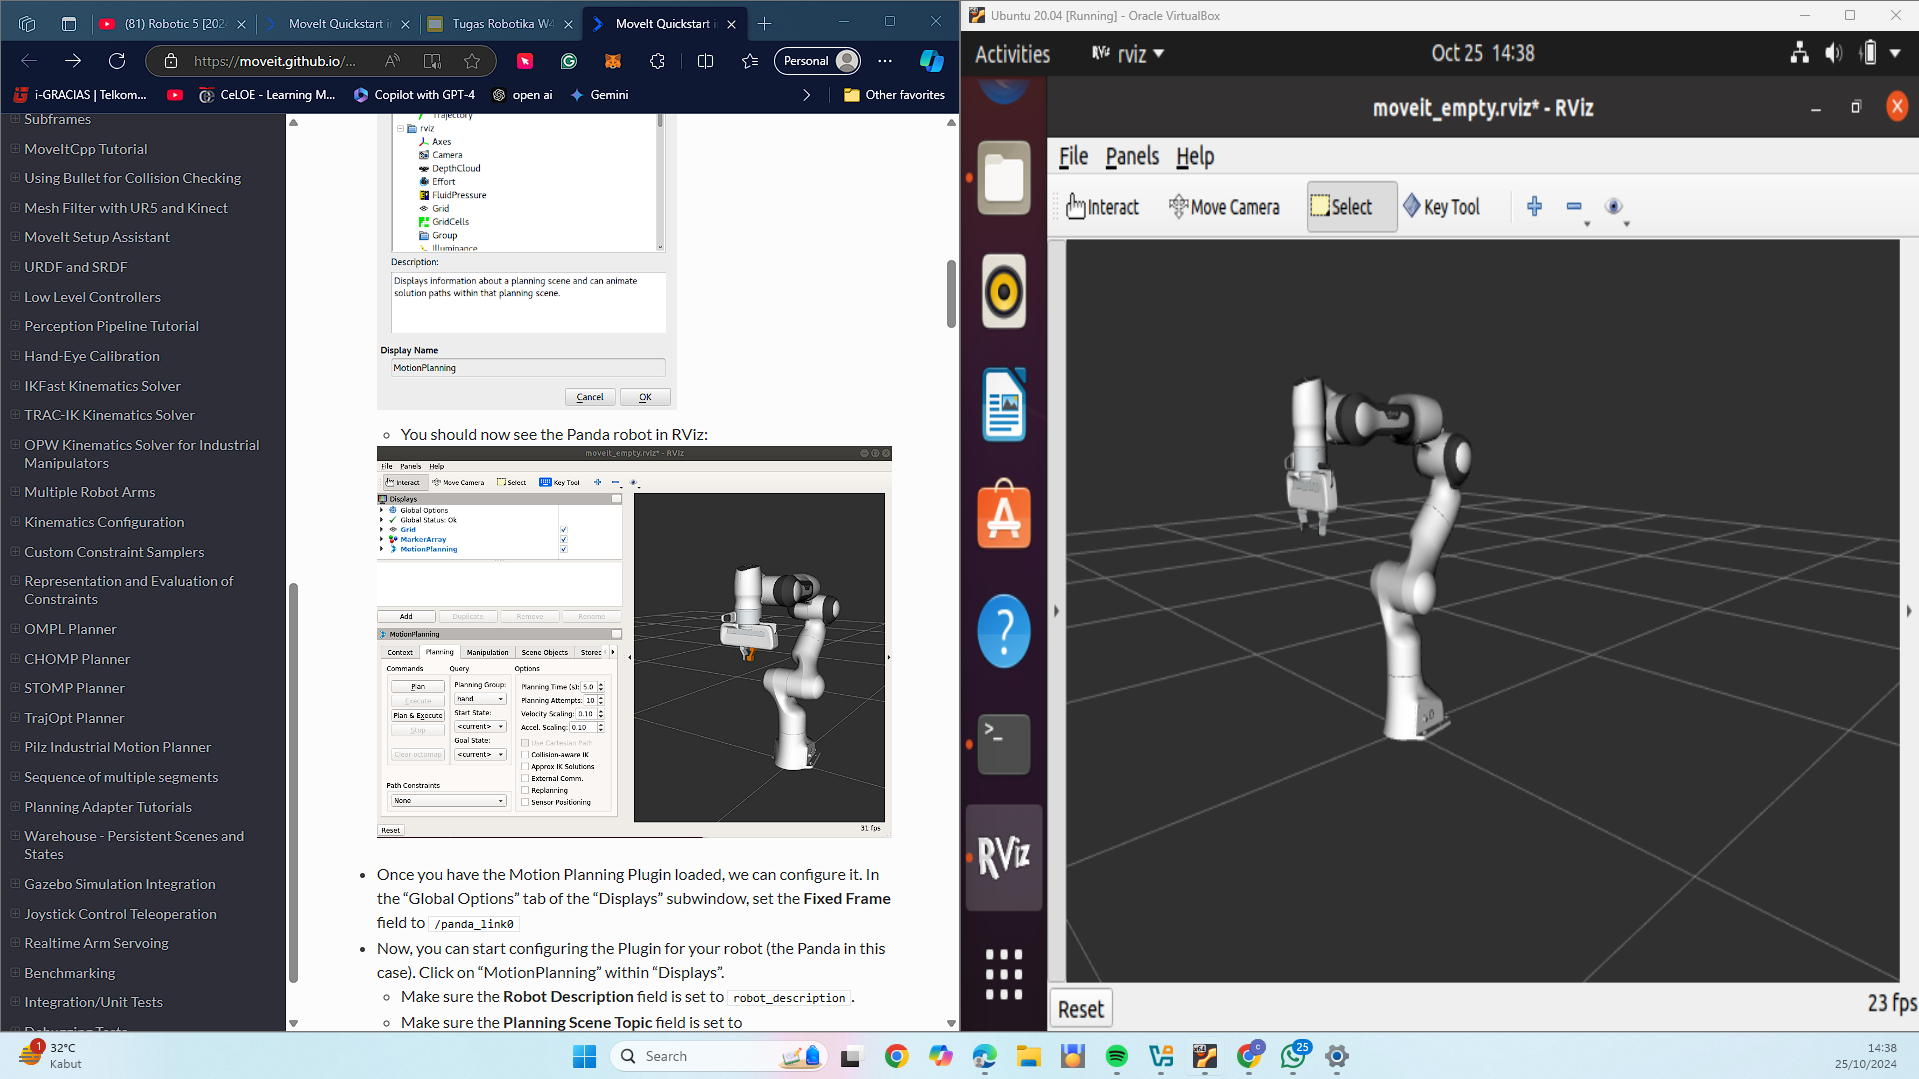 (81) Robotic 5 [202
MoveIt Quickstart i
Tugas Robotika W4
MoveIt Quickstart i
https://moveit.github.io/...
Personal
i-GRACIAS | Telkom...
CeLOE - Learning M...
Copilot with GPT-4
open ai
Gemini
Other favorites
Subframes
MoveItCpp Tutorial
Using Bullet for Collision Checking
Mesh Filter with UR5 and Kinect
MoveIt Setup Assistant
URDF and SRDF
Low Level Controllers
Perception Pipeline Tutorial
Hand-Eye Calibration
IKFast Kinematics Solver
TRAC-IK Kinematics Solver
OPW Kinematics Solver for Industrial
Manipulators
Multiple Robot Arms
Kinematics Configuration
Custom Constraint Samplers
Representation and Evaluation of
Constraints
OMPL Planner
CHOMP Planner
STOMP Planner
TrajOpt Planner
Pilz Industrial Motion Planner
Sequence of multiple segments
Planning Adapter Tutorials
Warehouse - Persistent Scenes and
States
Gazebo Simulation Integration
Joystick Control Teleoperation
Realtime Arm Servoing
Benchmarking
Integration/Unit Tests
Debugging Tests
Trajectory
rviz
Axes
Camera
DepthCloud
Effort
FluidPressure
Grid
GridCells
Group
Illuminance
Description:
Displays information about a planning scene and can animate
solution paths within that planning scene.
Display Name
MotionPlanning
Cancel
OK
You should now see the Panda robot in RViz:
moveit_empty.rviz* - RViz
File Panels Help
Interact Move Camera Select Key Tool
Displays
Global Options
Global Status: Ok
Grid
MarkerArray
MotionPlanning
Add Duplicate Remove Rename
MotionPlanning
Context Planning Manipulation Scene Objects Stored
Commands Query Options
Plan
Execute
Plan & Execute
Stop
Clear octomap
Planning Group:
hand
Start State:
<current>
Goal State:
<current>
Planning Time (s): 5.0
Planning Attempts: 10
Velocity Scaling: 0.10
Accel. Scaling: 0.10
Use Cartesian Path
Collision-aware IK
Approx IK Solutions
External Comm.
Replanning
Sensor Positioning
Path Constraints
None
Reset
31 fps
Once you have the Motion Planning Plugin loaded, we can configure it. In
the “Global Options” tab of the “Displays” subwindow, set the Fixed Frame
field to /panda_link0
Now, you can start configuring the Plugin for your robot (the Panda in this
case). Click on “MotionPlanning” within “Displays”.
Make sure the Robot Description field is set to robot_description .
Make sure the Planning Scene Topic field is set to
Ubuntu 20.04 [Running] - Oracle VirtualBox
Activities
RViz rviz
Oct 25 14:38
moveit_empty.rviz* - RViz
File Panels Help
Interact Move Camera Select Key Tool
RViz
Reset
23 fps
1
32°C
Kabut
Search
C
25
x64
14:38
25/10/2024